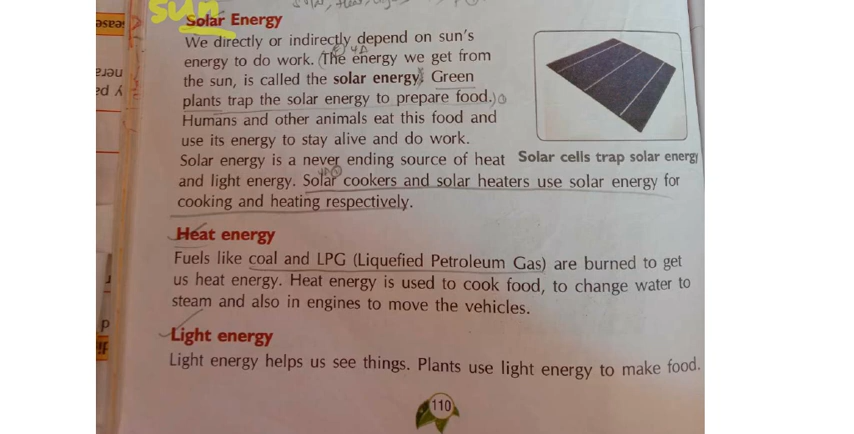 sun
Solar Energy
We directly or indirectly depend on sun's
energy to do work. (The energy we get from
the sun, is called the solar energy. Green
plants trap the solar energy to prepare food.)
Humans and other animals eat this food and
use its energy to stay alive and do work.
Solar energy is a never ending source of heat
and light energy. Solar cookers and solar heaters use solar energy for
cooking and heating respectively.
Solar cells trap solar energy
Heat energy
Fuels like coal and LPG (Liquefied Petroleum Gas) are burned to get
us heat energy. Heat energy is used to cook food, to change water to
steam and also in engines to move the vehicles.
Light energy
Light energy helps us see things. Plants use light energy to make food.
110